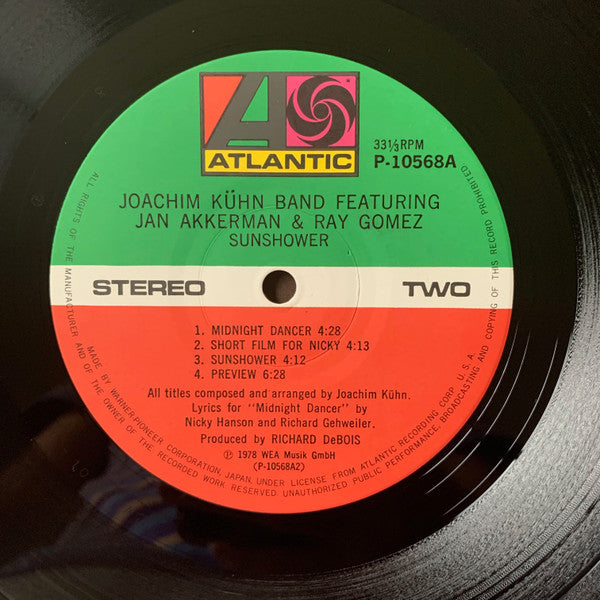 ATLANTIC
33⅓RPM
P-10568A
JOACHIM KÜHN BAND FEATURING
JAN AKKERMAN & RAY GOMEZ
SUNSHOWER
STEREO
TWO
1. MIDNIGHT DANCER 4:28
2. SHORT FILM FOR NICKY 4:13
3. SUNSHOWER 4:12
4. PREVIEW 6:28
All titles composed and arranged by Joachim Kühn.
Lyrics for "Midnight Dancer" by
Nicky Hanson and Richard Gehweiler.
Produced by RICHARD DeBOIS
Ⓟ 1978 WEA Musik GmbH
(P-10568A2)
ALL RIGHTS OF THE MANUFACTURER AND OF THE OWNER OF THE RECORDED WORK RESERVED. UNAUTHORIZED PUBLIC PERFORMANCE, BROADCASTING AND COPYING OF THIS RECORD PROHIBITED
MADE BY WARNER-PIONEER CORPORATION, JAPAN, UNDER LICENSE FROM ATLANTIC RECORDING CORP. U.S.A.